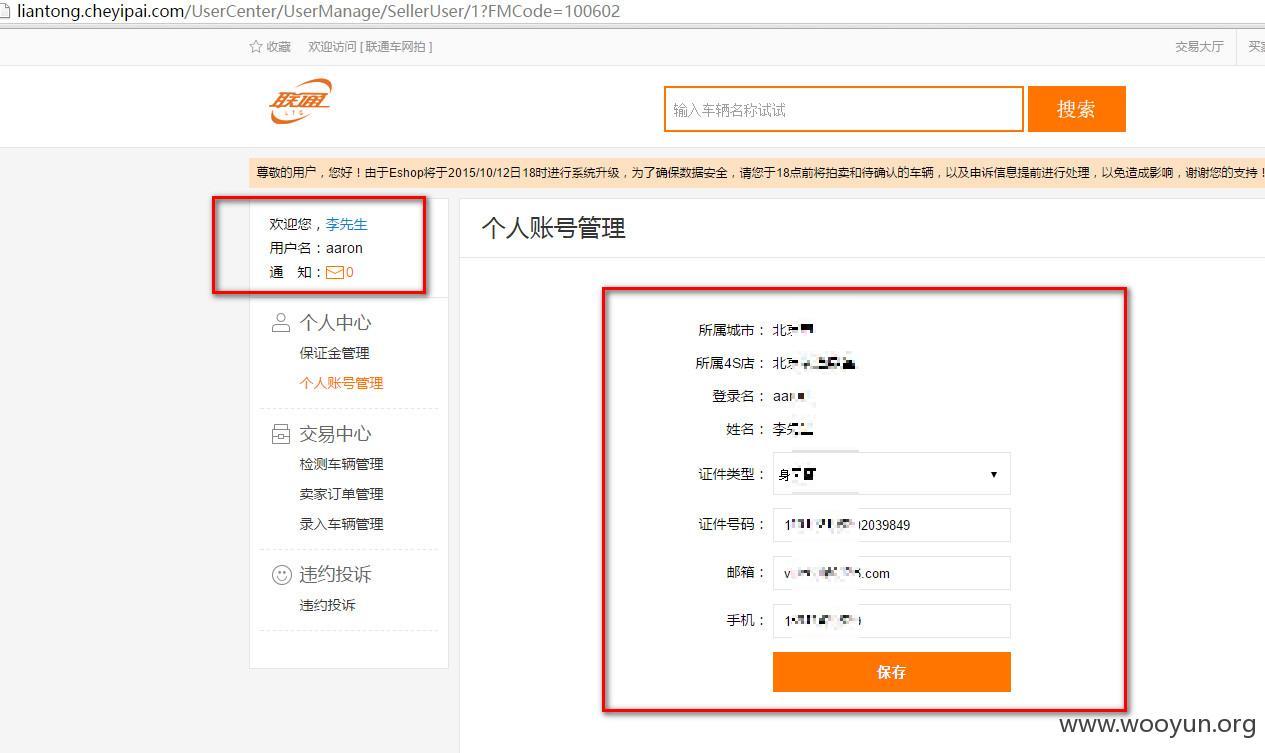 liantong.cheyipai.com/UserCenter/UserManage/SellerUser/1?FMCode=100602
收藏 欢迎访问 [ 联通车网拍 ] 交易大厅 买
联通
LTG
输入车辆名称试试 搜索
尊敬的用户，您好！由于Eshop将于2015/10/12日18时进行系统升级，为了确保数据安全，请您于18点前将拍卖和待确认的车辆，以及申诉信息提前进行处理，以免造成影响，谢谢您的支持！
欢迎您，李先生
用户名：aaron
通 知：0
个人中心
保证金管理
个人账号管理
交易中心
检测车辆管理
卖家订单管理
录入车辆管理
违约投诉
违约投诉
个人账号管理
所属城市： 北
所属4S店： 北
登录名： aar
姓名： 李
证件类型： 身
证件号码： 1 2039849
邮箱： v .com
手机： 1
保存
www.wooyun.org